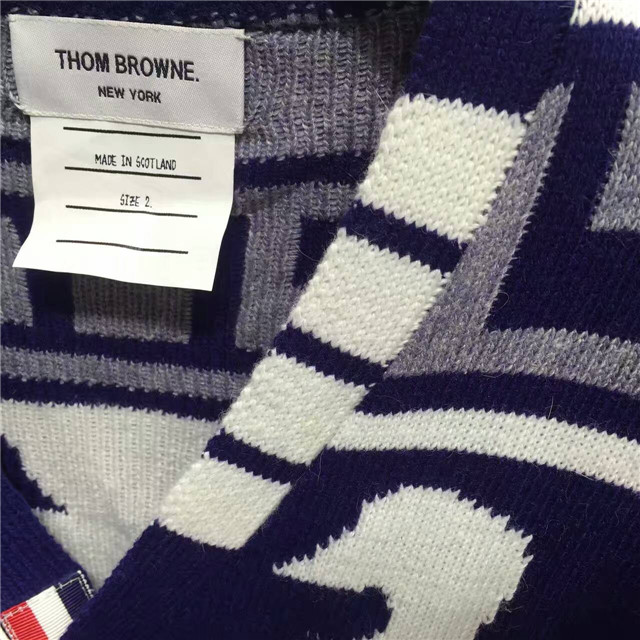 THOM BROWNE.
NEW YORK
MADE IN SCOTLAND
SIZE 2.